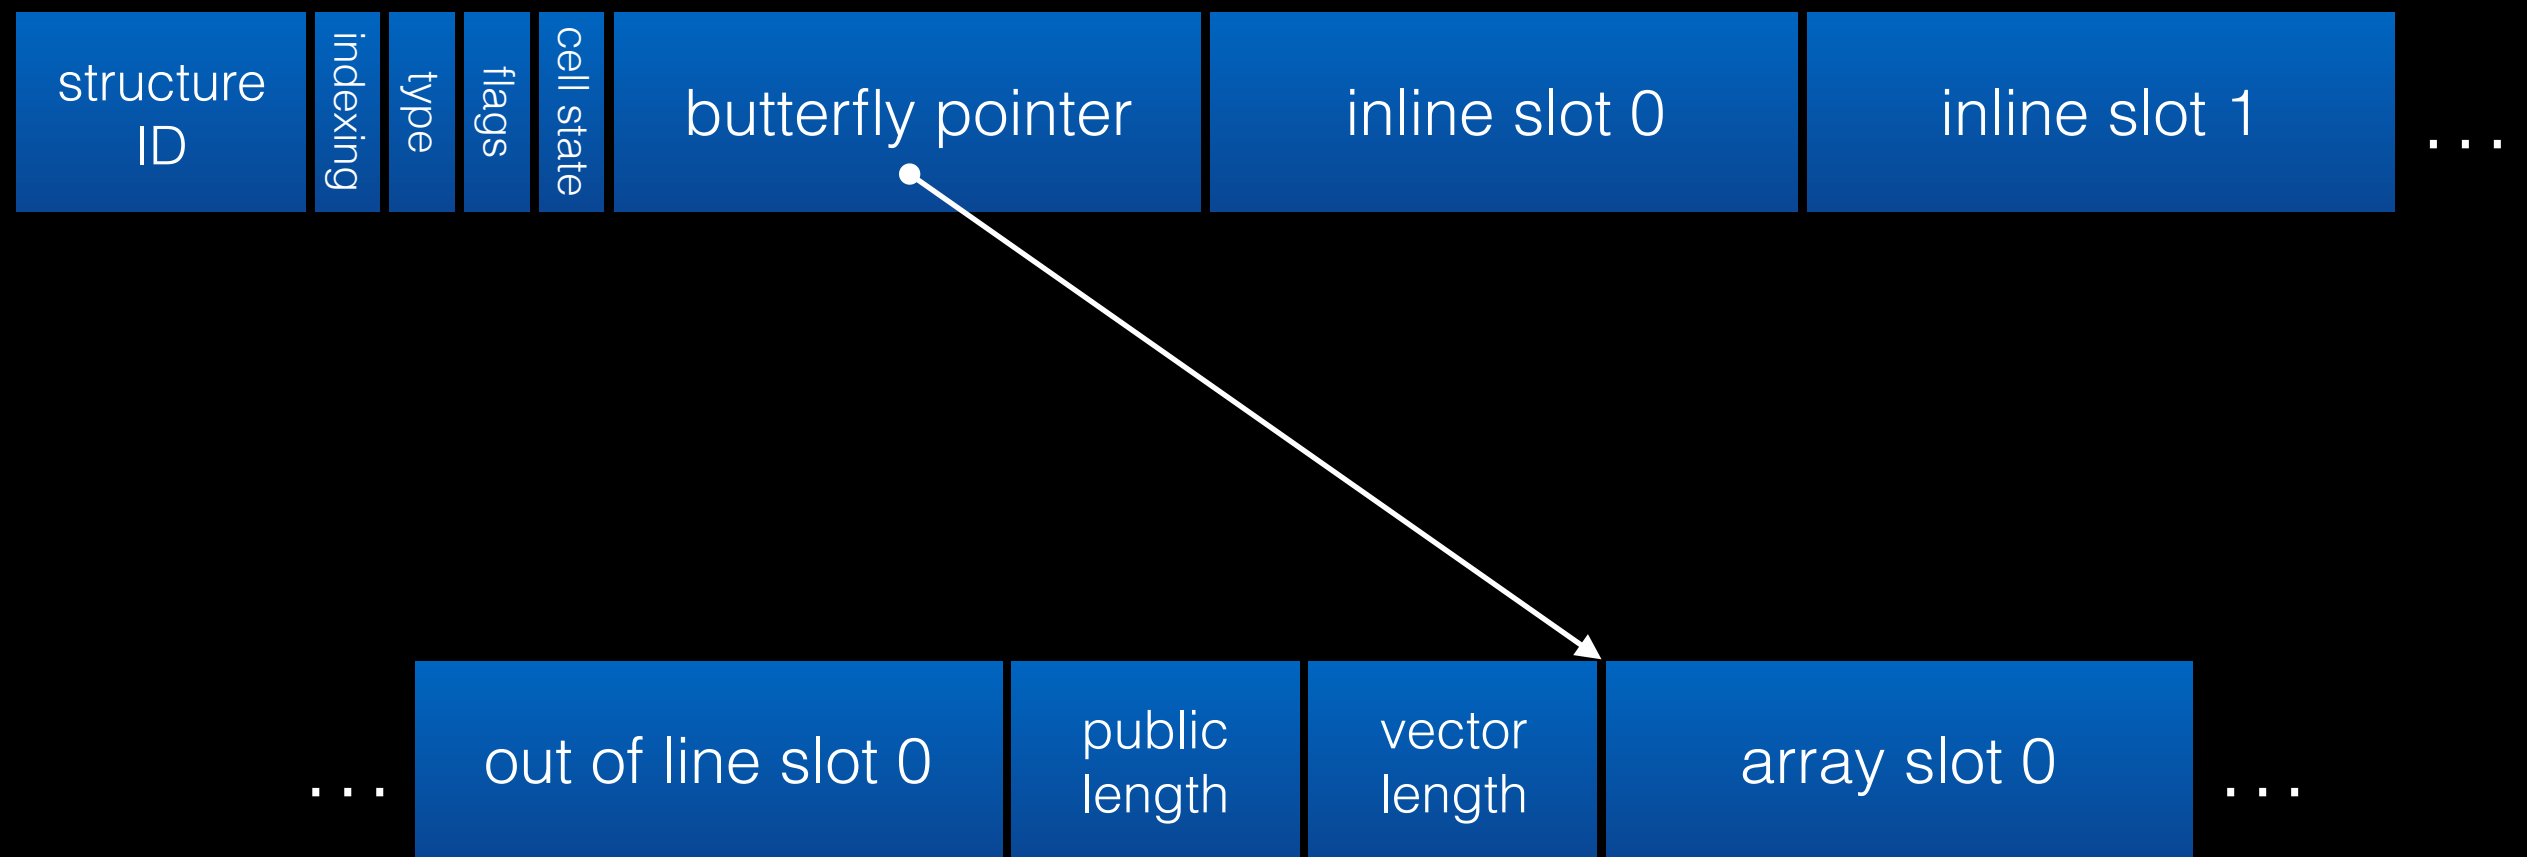 structure
ID
indexing
type
flags
cell state
butterfly pointer
inline slot 0
inline slot 1
...
...
out of line slot 0
public
length
vector
length
array slot 0
...